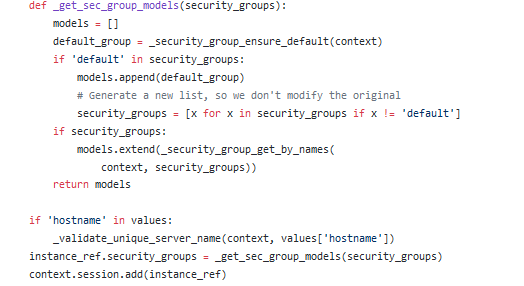 def _get_sec_group_models(security_groups):
    models = []
    default_group = _security_group_ensure_default(context)
    if 'default' in security_groups:
        models.append(default_group)
        # Generate a new list, so we don't modify the original
        security_groups = [x for x in security_groups if x != 'default']
    if security_groups:
        models.extend(_security_group_get_by_names(
            context, security_groups))
    return models

if 'hostname' in values:
    _validate_unique_server_name(context, values['hostname'])
instance_ref.security_groups = _get_sec_group_models(security_groups)
context.session.add(instance_ref)